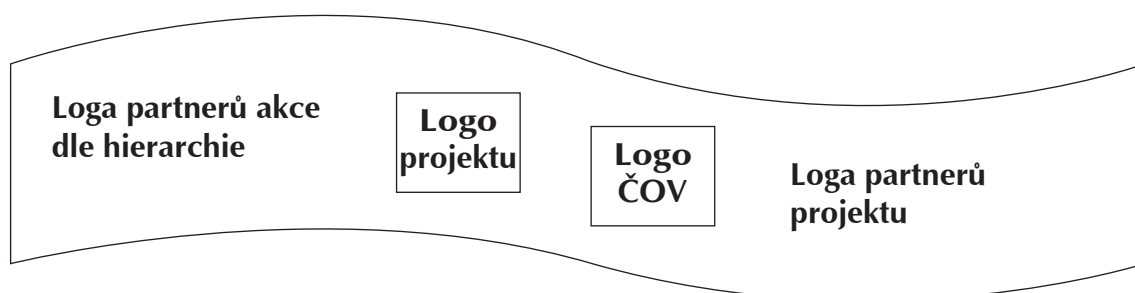 Loga partnerů akce
dle hierarchie
Logo
projektu
Logo
ČOV
Loga partnerů
projektu